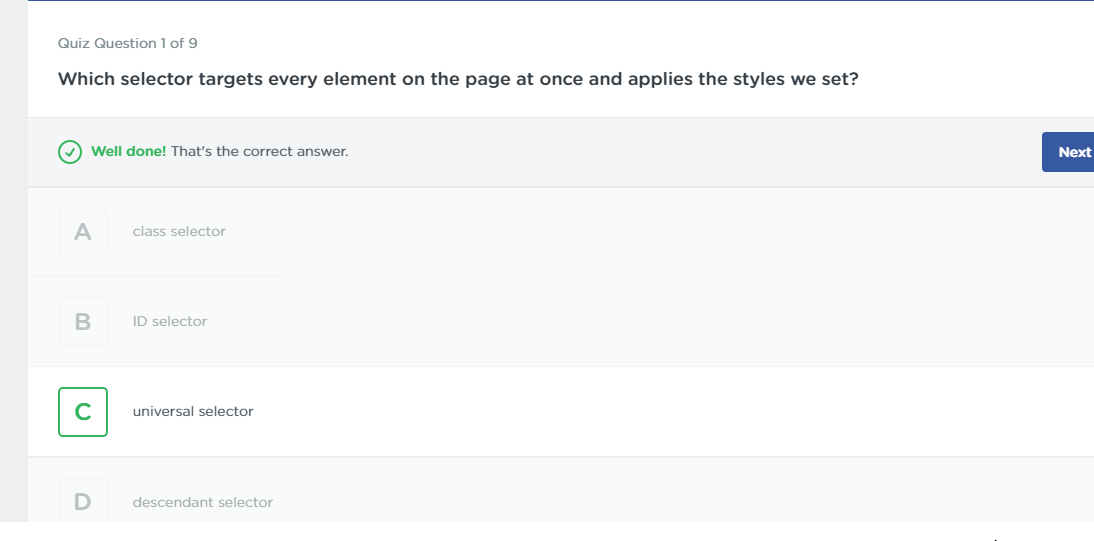 Quiz Question 1 of 9
Which selector targets every element on the page at once and applies the styles we set?
Well done! That's the correct answer.
Next
A
class selector
B
ID selector
C
universal selector
D
descendant selector